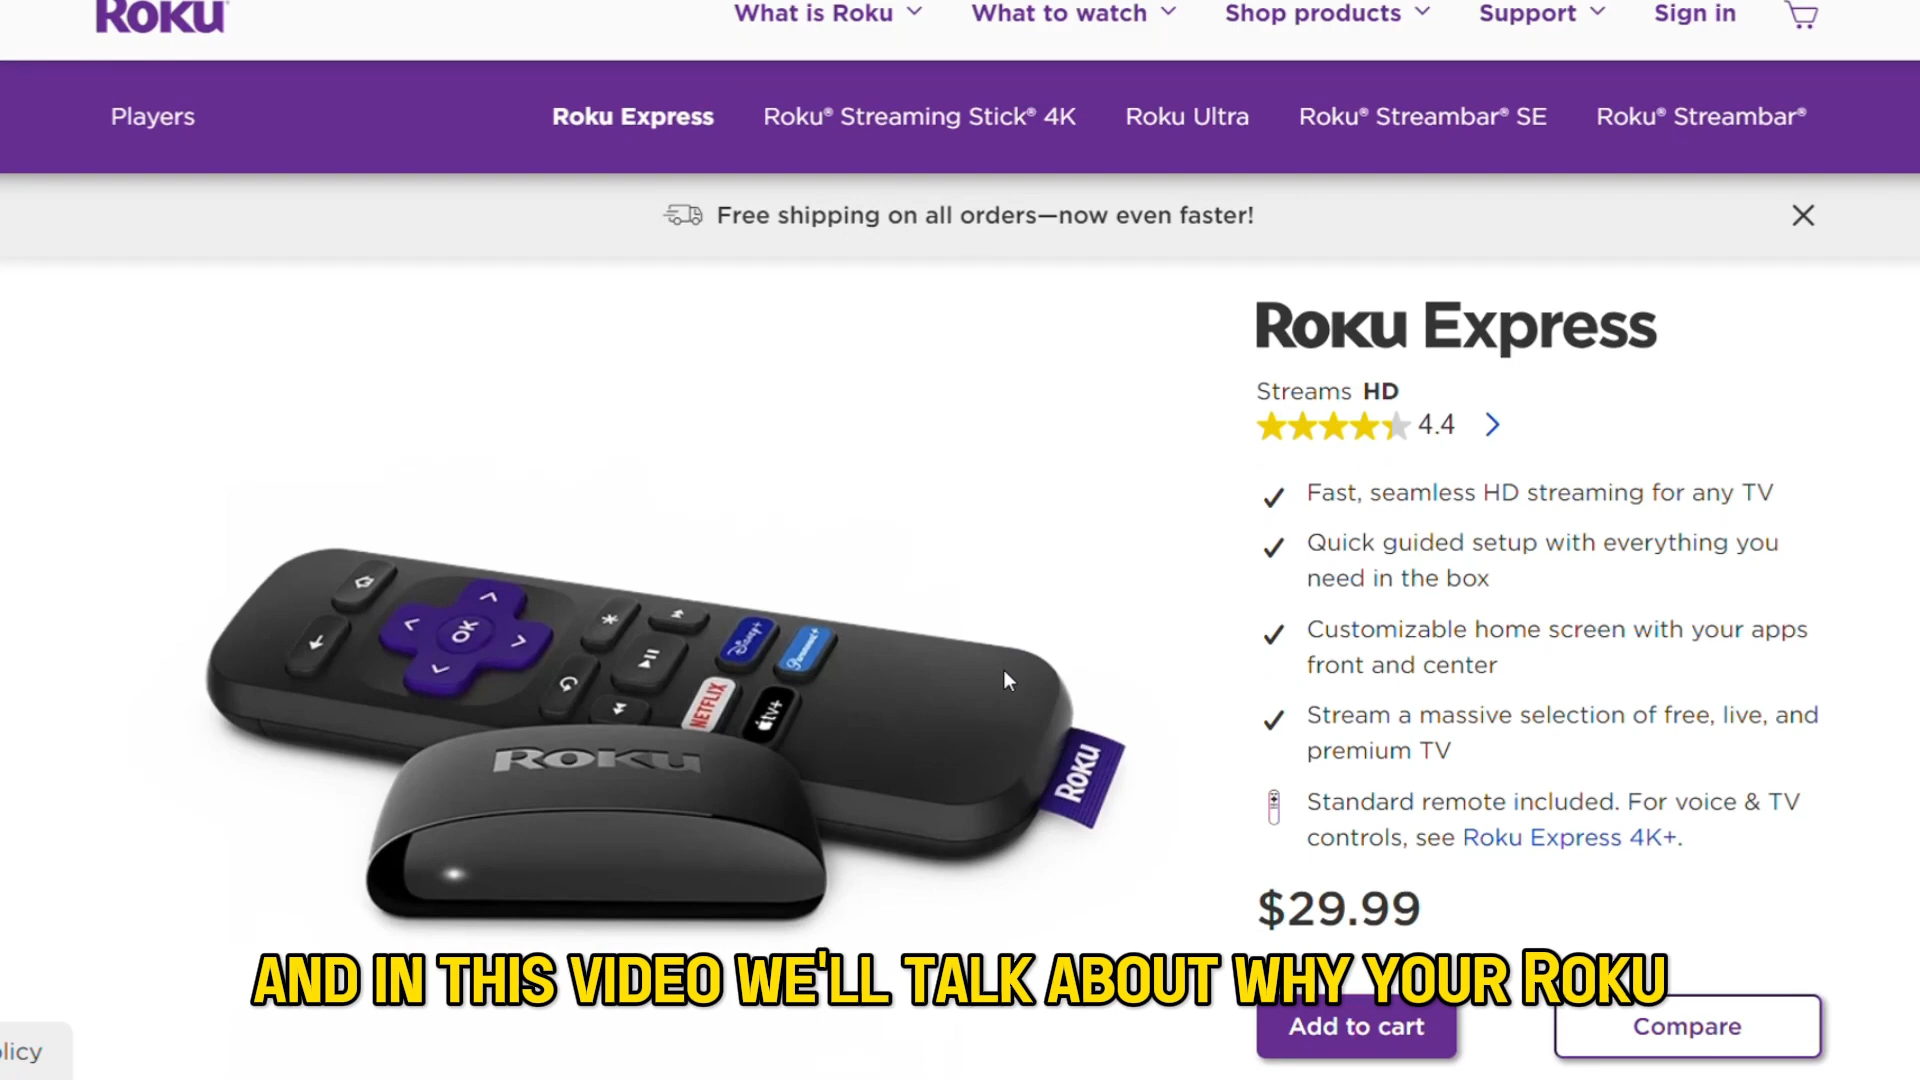 Roku
What is Roku What to watch Shop products Support Sign in
Players Roku Express Roku® Streaming Stick® 4K Roku Ultra Roku® Streambar® SE Roku® Streambar®
Free shipping on all orders—now even faster!
Roku Express
Streams HD
4.4
Fast, seamless HD streaming for any TV
Quick guided setup with everything you
need in the box
Customizable home screen with your apps
front and center
Stream a massive selection of free, live, and
premium TV
Standard remote included. For voice & TV
controls, see Roku Express 4K+.
$29.99
OK
Disney+
Paramount+
NETFLIX
tv+
Roku
Roku
AND IN THIS VIDEO WE'LL TALK ABOUT WHY YOUR ROKU
Add to cart Compare
olicy